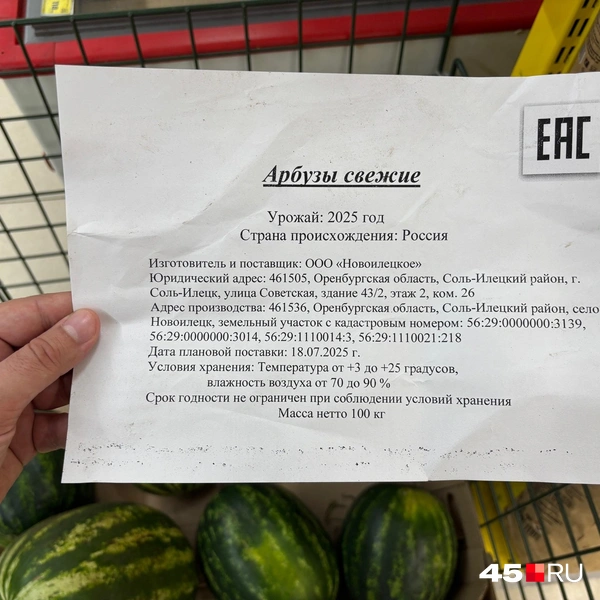 EAC
Арбузы свежие
Урожай: 2025 год
Страна происхождения: Россия
Изготовитель и поставщик: ООО «Новоилецкое»
Юридический адрес: 461505, Оренбургская область, Соль-Илецкий район, г.
Соль-Илецк, улица Советская, здание 43/2, этаж 2, ком. 26
Адрес производства: 461536, Оренбургская область, Соль-Илецкий район, село
Новоилецк, земельный участок с кадастровым номером: 56:29:0000000:3139,
56:29:0000000:3014, 56:29:1110014:3, 56:29:1110021:218
Дата плановой поставки: 18.07.2025 г.
Условия хранения: Температура от +3 до +25 градусов,
влажность воздуха от 70 до 90 %
Срок годности не ограничен при соблюдении условий хранения
Масса нетто 100 кг
45RU